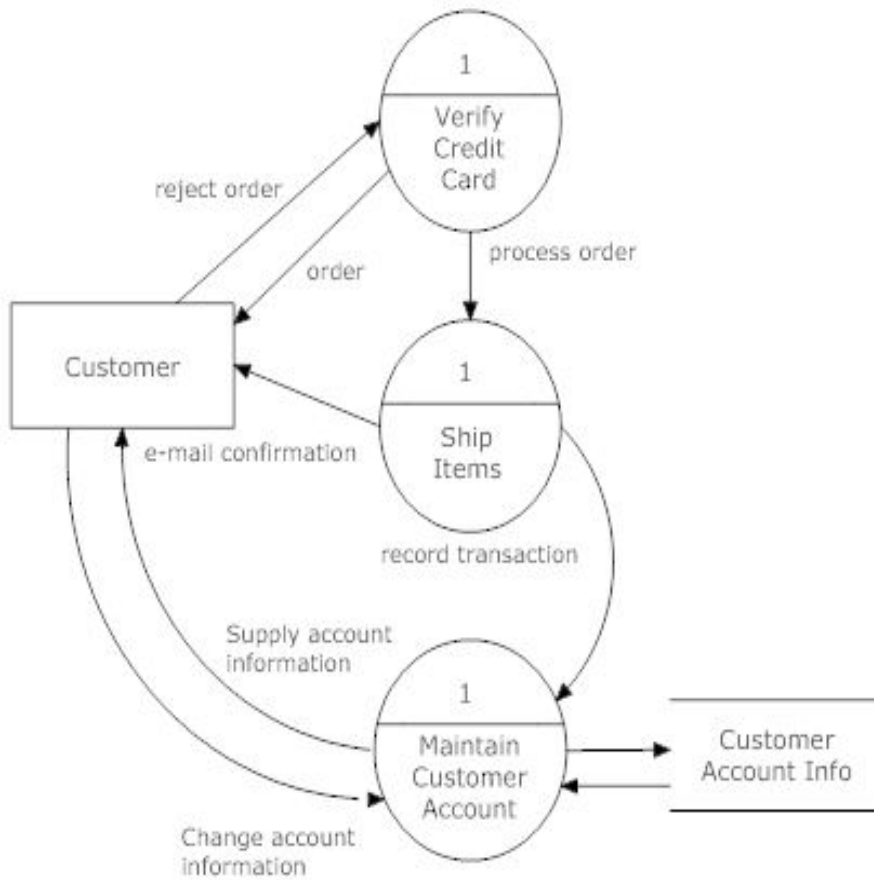 1
Verify
Credit
Card
reject order
order
process order
Customer
1
Ship
Items
e-mail confirmation
record transaction
Supply account
information
1
Maintain
Customer
Account
Customer
Account Info
Change account
information